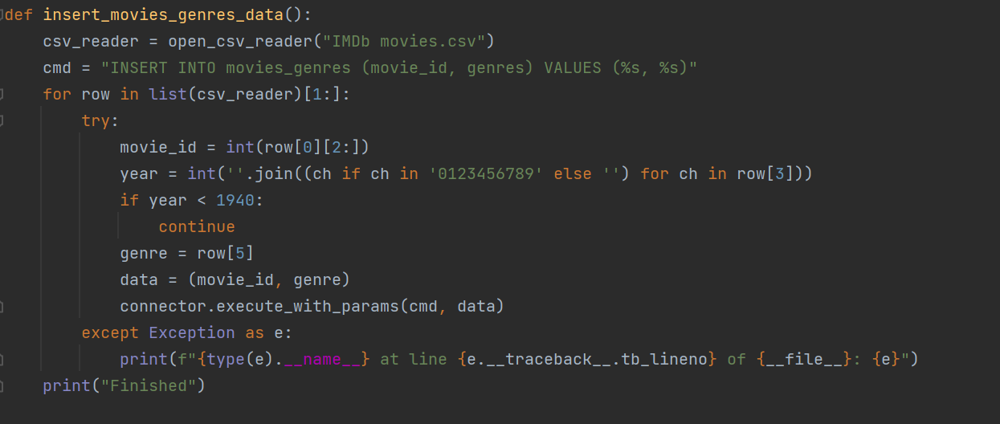 def insert_movies_genres_data():
    csv_reader = open_csv_reader("IMDb movies.csv")
    cmd = "INSERT INTO movies_genres (movie_id, genres) VALUES (%s, %s)"
    for row in list(csv_reader)[1:]:
        try:
            movie_id = int(row[0][2:])
            year = int(''.join((ch if ch in '0123456789' else '') for ch in row[3]))
            if year < 1940:
                continue
            genre = row[5]
            data = (movie_id, genre)
            connector.execute_with_params(cmd, data)
        except Exception as e:
            print(f"{type(e).__name__} at line {e.__traceback__.tb_lineno} of {__file__}: {e}")
    print("Finished")